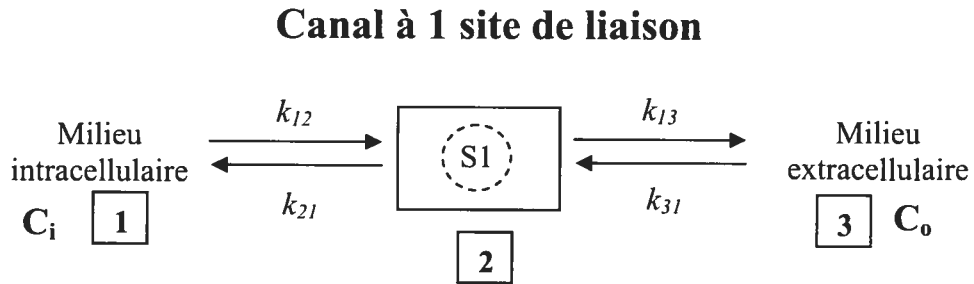 Canal à 1 site de liaison
k12
k13
Milieu
intracellulaire
S1
Milieu
extracellulaire
k21
k31
Ci 1
3 Co
2